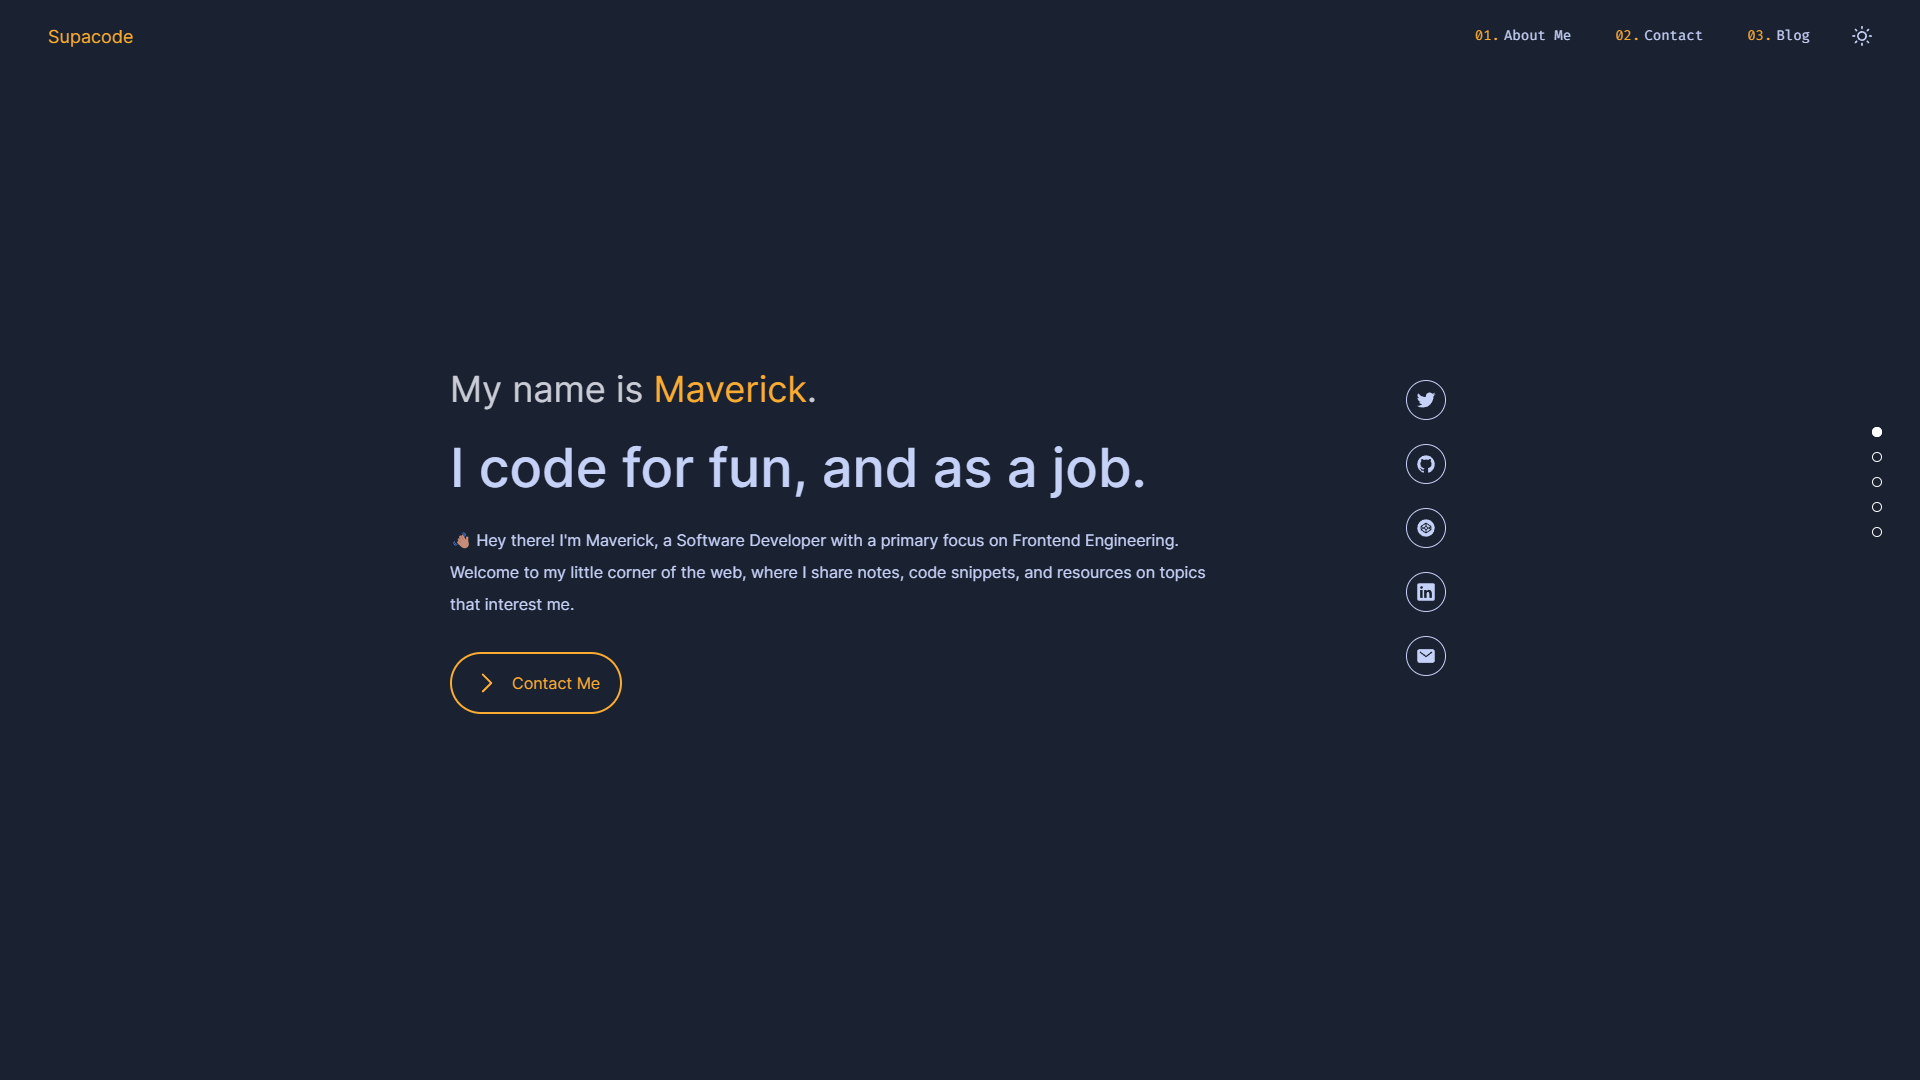 Supacode
01. About Me
02. Contact
03. Blog
My name is Maverick.
I code for fun, and as a job.
👋🏽 Hey there! I'm Maverick, a Software Developer with a primary focus on Frontend Engineering.
Welcome to my little corner of the web, where I share notes, code snippets, and resources on topics
that interest me.
Contact Me